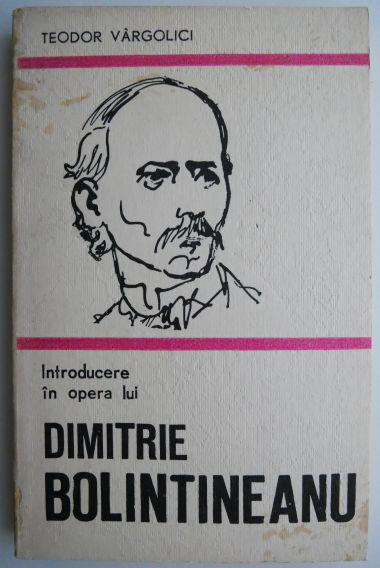 TEODOR VÂRGOLICI
Introducere
în opera lui
DIMITRIE
BOLINTINEANU